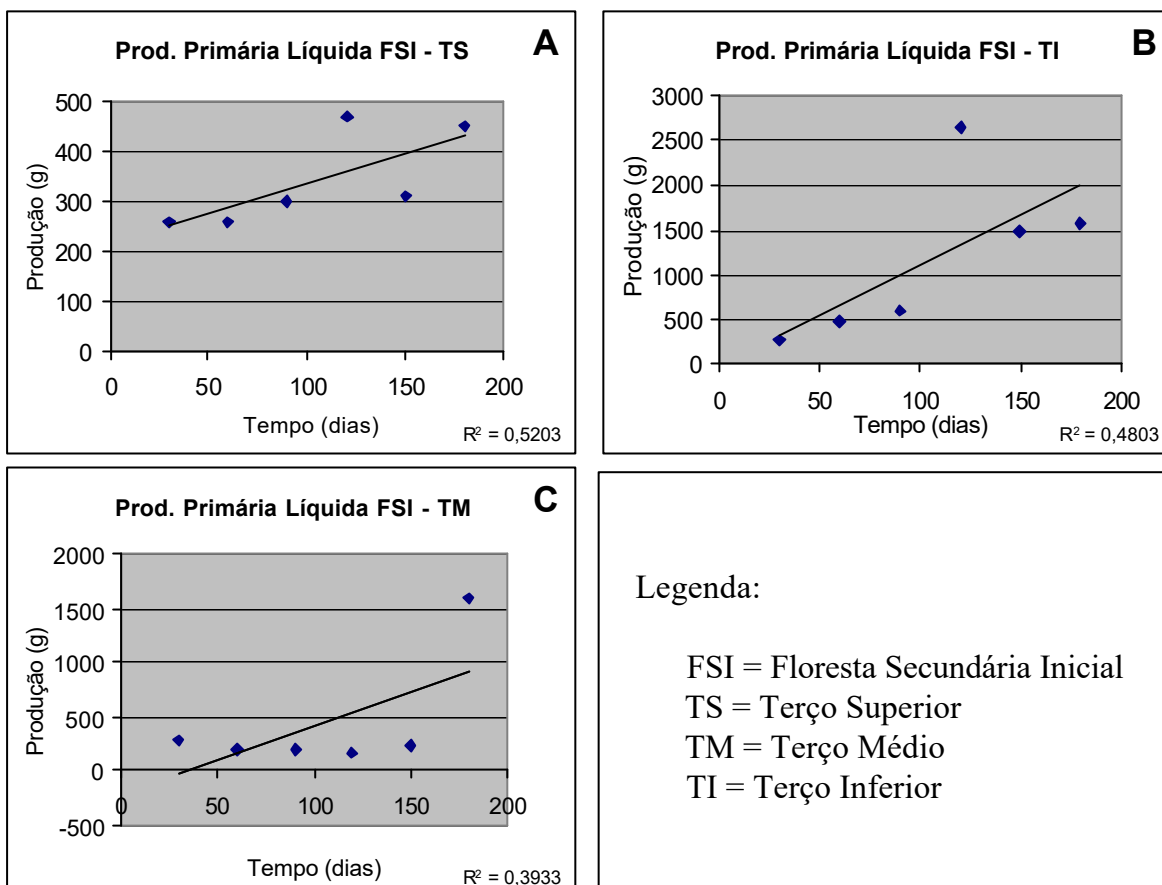 Prod. Primária Líquida FSI - TS
A
500
400
300
200
100
0
0 50 100 150 200
Produção (g)
Tempo (dias)
R² = 0,5203
Prod. Primária Líquida FSI - TI
B
3000
2500
2000
1500
1000
500
0
0 50 100 150 200
Produção (g)
Tempo (dias)
R² = 0,4803
Prod. Primária Líquida FSI - TM
C
2000
1500
1000
500
0
-500
0 50 100 150 200
Produção (g)
Tempo (dias)
R² = 0,3933
Legenda:
FSI = Floresta Secundária Inicial
TS = Terço Superior
TM = Terço Médio
TI = Terço Inferior